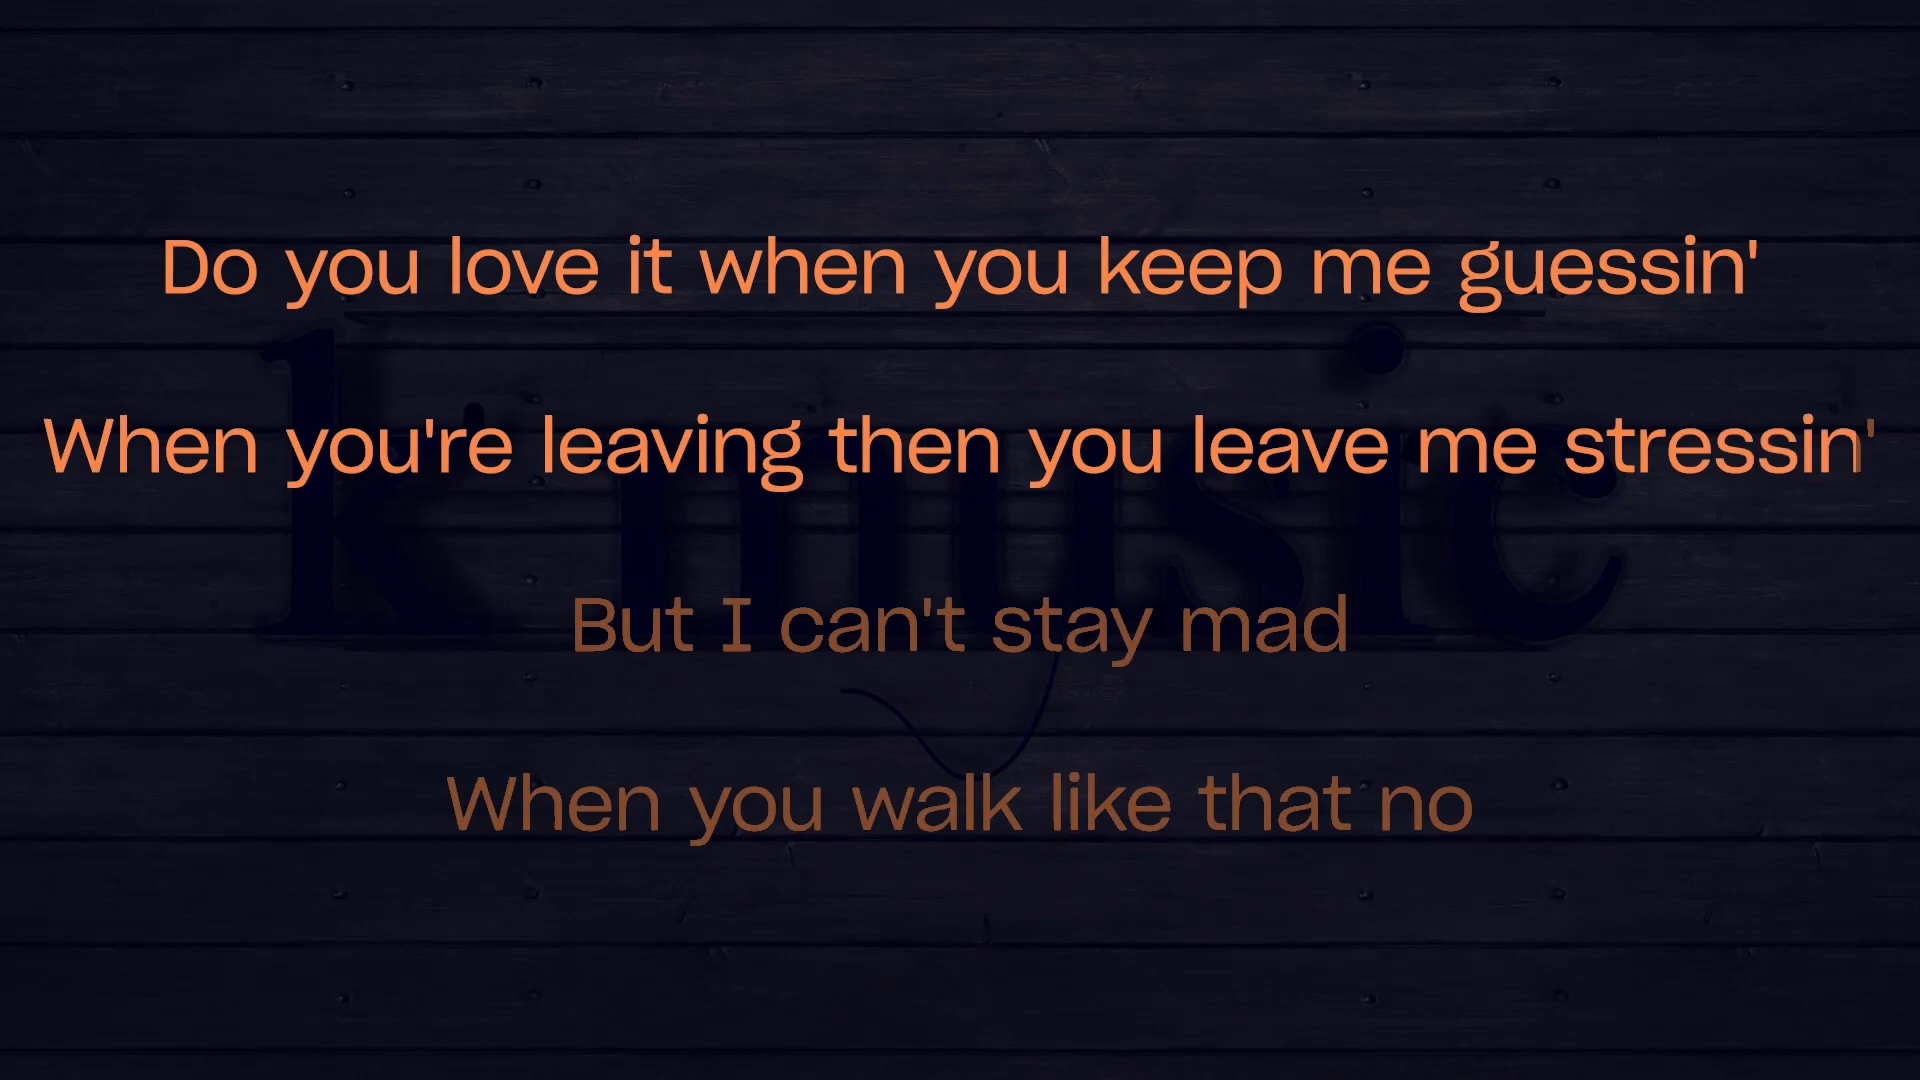 Do you love it when you keep me guessin'
When you're leaving then you leave me stressin'
But I can't stay mad
When you walk like that no
k music